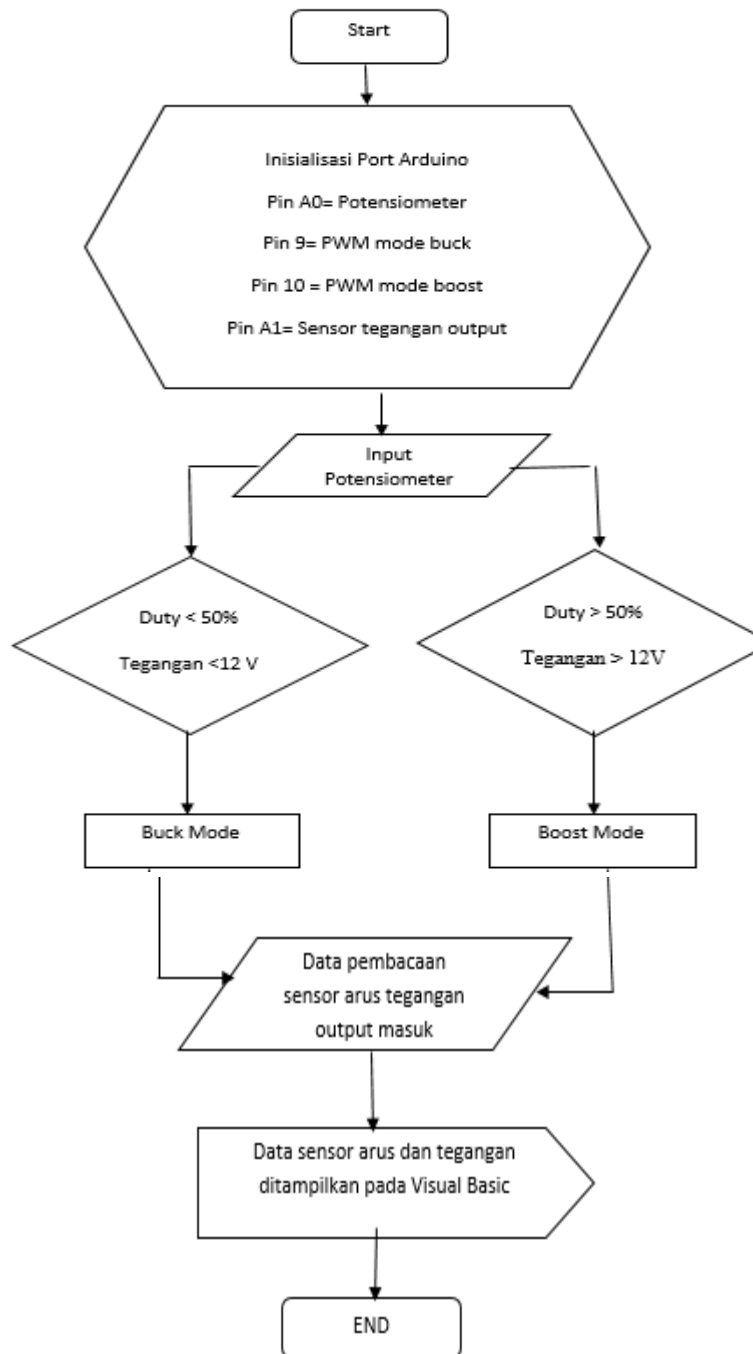 Start
Inisialisasi Port Arduino
Pin A0= Potensiometer
Pin 9= PWM mode buck
Pin 10 = PWM mode boost
Pin A1= Sensor tegangan output
Input
Potensiometer
Duty < 50%
Tegangan <12 V
Duty > 50%
Tegangan > 12V
Buck Mode
Boost Mode
Data pembacaan
sensor arus tegangan
output masuk
Data sensor arus dan tegangan
ditampilkan pada Visual Basic
END